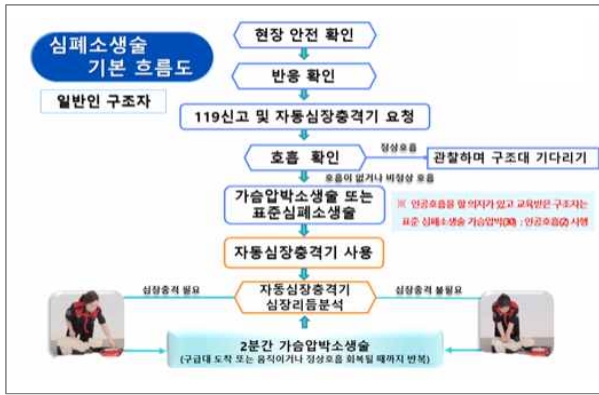 심폐소생술
기본 흐름도
일반인 구조자
현장 안전 확인
반응 확인
119신고 및 자동심장충격기 요청
호흡 확인
정상호흡
관찰하며 구조대 기다리기
호흡이 없거나 비정상 호흡
가슴압박소생술 또는
표준심폐소생술
※ 인공호흡을 할 의지가 있고 교육받은 구조자는
표준 심폐소생술 가슴압박(30) : 인공호흡(2) 시행
자동심장충격기 사용
심장충격 필요
자동심장충격기
심장리듬분석
심장충격 불필요
2분간 가슴압박소생술
(구급대 도착 또는 움직이거나 정상호흡 회복될 때까지 반복)